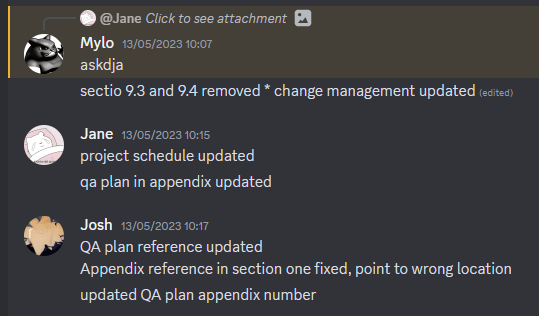 @Jane Click to see attachment
Mylo 13/05/2023 10:07
askdja
sectio 9.3 and 9.4 removed * change management updated (edited)
Jane 13/05/2023 10:15
project schedule updated
qa plan in appendix updated
Josh 13/05/2023 10:17
QA plan reference updated
Appendix reference in section one fixed, point to wrong location
updated QA plan appendix number